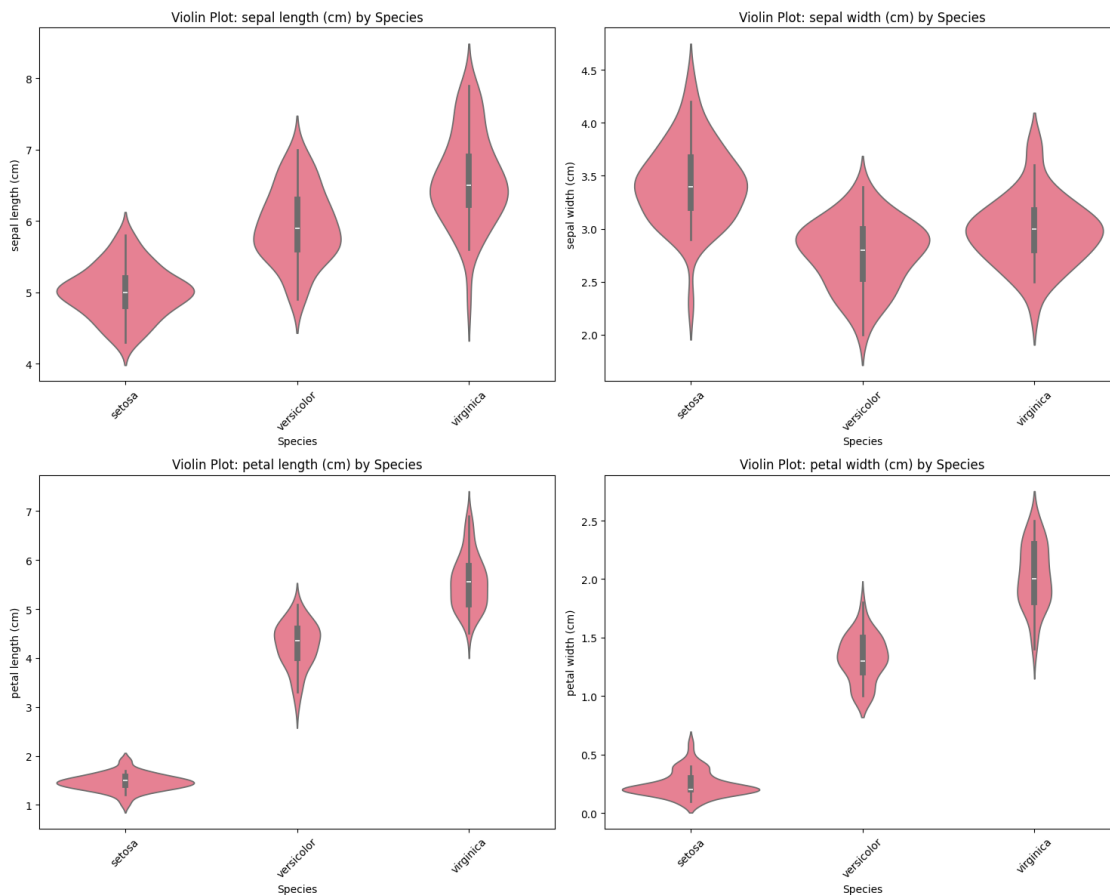 Violin Plot: sepal length (cm) by Species
sepal length (cm)
8
7
6
5
4
setosa
versicolor
virginica
Species
Violin Plot: sepal width (cm) by Species
sepal width (cm)
4.5
4.0
3.5
3.0
2.5
2.0
setosa
versicolor
virginica
Species
Violin Plot: petal length (cm) by Species
petal length (cm)
7
6
5
4
3
2
1
setosa
versicolor
virginica
Species
Violin Plot: petal width (cm) by Species
petal width (cm)
2.5
2.0
1.5
1.0
0.5
0.0
setosa
versicolor
virginica
Species